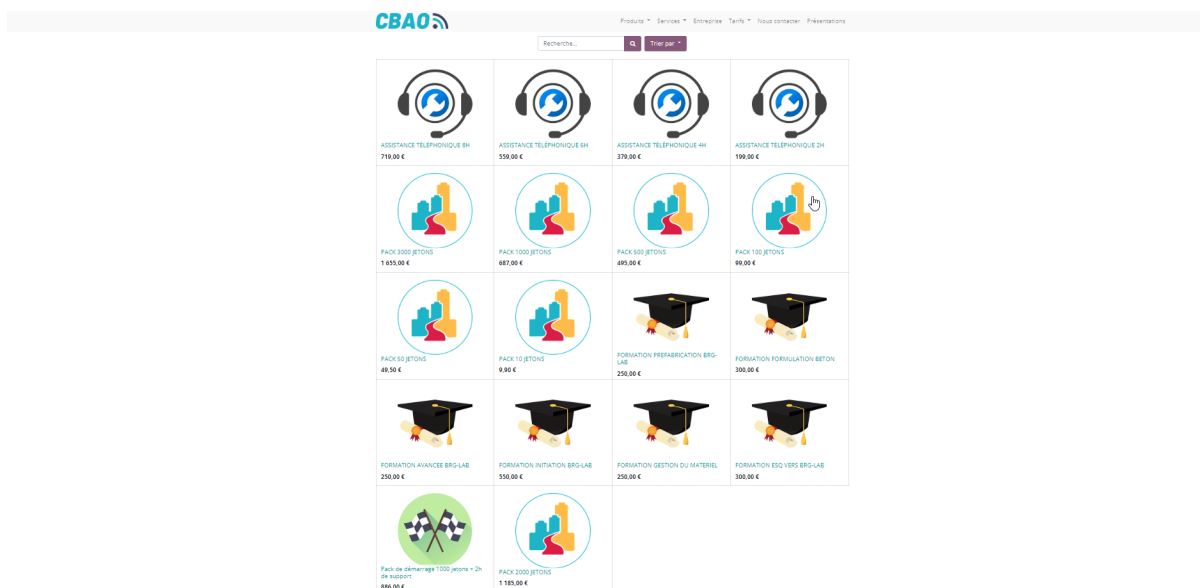 CBAO
Produits Services Entreprise Tarifs Nous contacter Présentations
Recherche... Trier par
ASSISTANCE TÉLÉPHONIQUE 8H
719,00 €
ASSISTANCE TÉLÉPHONIQUE 6H
559,00 €
ASSISTANCE TÉLÉPHONIQUE 4H
379,00 €
ASSISTANCE TÉLÉPHONIQUE 2H
199,00 €
PACK 3000 JETONS
1 655,00 €
PACK 1000 JETONS
687,00 €
PACK 500 JETONS
495,00 €
PACK 100 JETONS
99,00 €
PACK 50 JETONS
49,50 €
PACK 10 JETONS
9,90 €
FORMATION PREFABRICATION BRG-
LAB
250,00 €
FORMATION FORMULATION BETON
300,00 €
FORMATION AVANCEE BRG-LAB
250,00 €
FORMATION INITIATION BRG-LAB
550,00 €
FORMATION GESTION DU MATERIEL
250,00 €
FORMATION ESQ VERS BRG-LAB
300,00 €
Pack de démarrage 1000 jetons + 2h
de support
886,00 €
PACK 2000 JETONS
1 185,00 €